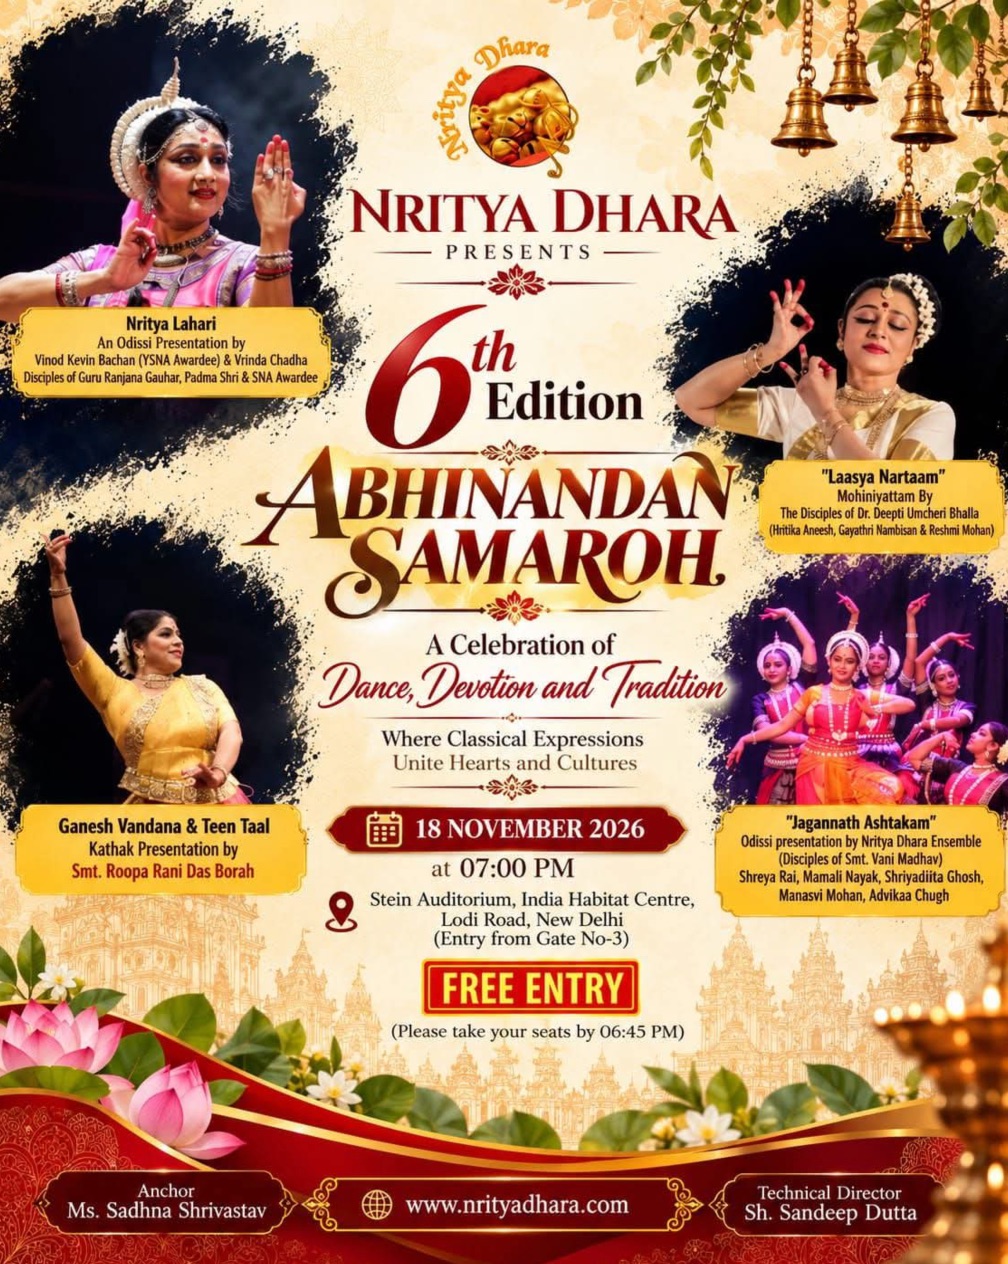 Nritya Dhara
NRITYA DHARA
PRESENTS
6th
Edition
ABHINANDAN
SAMAROH
A Celebration of
Dance, Devotion and Tradition
Where Classical Expressions
Unite Hearts and Cultures
18 NOVEMBER 2026
at 07:00 PM
Stein Auditorium, India Habitat Centre,
Lodi Road, New Delhi
(Entry from Gate No-3)
FREE ENTRY
(Please take your seats by 06:45 PM)
Nritya Lahari
An Odissi Presentation by
Vinod Kevin Bachan (YSNA Awardee) & Vrinda Chadha
Disciples of Guru Ranjana Gauhar, Padma Shri & SNA Awardee
"Laasya Nartaam"
Mohiniyattam By
The Disciples of Dr. Deepti Umcheri Bhalla
(Hritika Aneesh, Gayathri Nambisan & Reshmi Mohan)
Ganesh Vandana & Teen Taal
Kathak Presentation by
Smt. Roopa Rani Das Borah
"Jagannath Ashtakam"
Odissi presentation by Nritya Dhara Ensemble
(Disciples of Smt. Vani Madhav)
Shreya Rai, Mamali Nayak, Shriyadiita Ghosh,
Manasvi Mohan, Advikaa Chugh
Anchor
Ms. Sadhna Shrivastav
www.nrityadhara.com
Technical Director
Sh. Sandeep Dutta